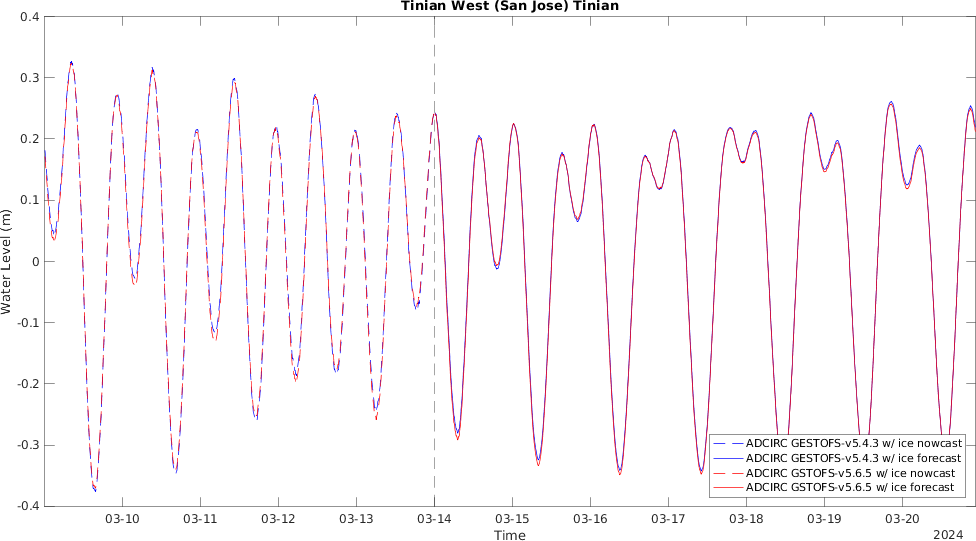 Tinian West (San Jose) Tinian
0.4
0.3
0.2
0.1
0
-0.1
-0.2
-0.3
-0.4
Water Level (m)
ADCIRC GESTOFS-v5.4.3 w/ ice nowcast
ADCIRC GESTOFS-v5.4.3 w/ ice forecast
ADCIRC GSTOFS-v5.6.5 w/ ice nowcast
ADCIRC GSTOFS-v5.6.5 w/ ice forecast
03-10 03-11 03-12 03-13 03-14 03-15 03-16 03-17 03-18 03-19 03-20
Time
2024